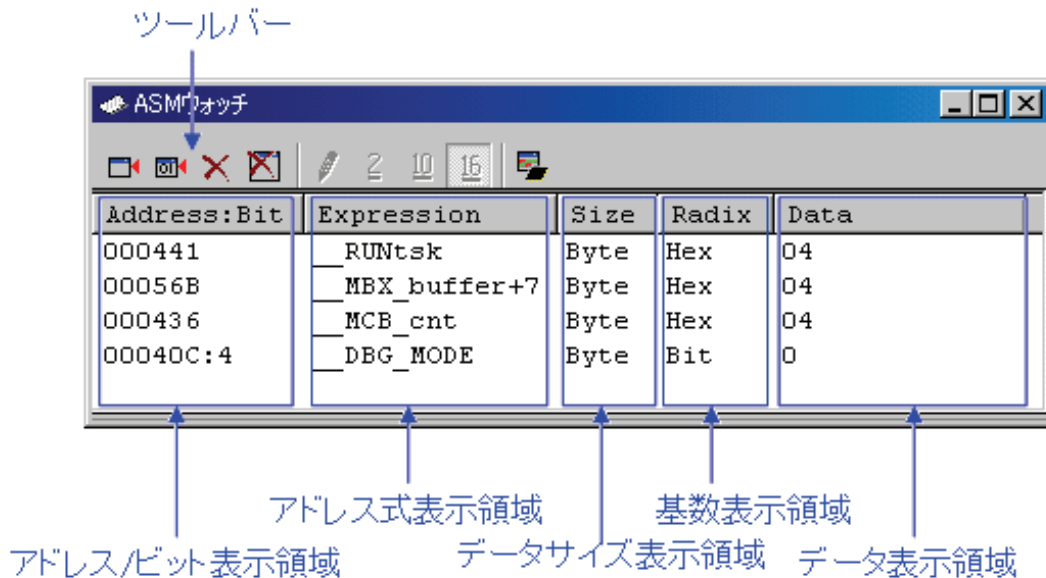 ツールバー
ASMウォッチ
2 10 16
Address:Bit Expression Size Radix Data
000441 __RUNtsk Byte Hex 04
00056B __MBX_buffer+7 Byte Hex 04
000436 __MCB_cnt Byte Hex 04
00040C:4 __DBG_MODE Byte Bit 0
アドレス式表示領域 基数表示領域
アドレス/ビット表示領域 データサイズ表示領域 データ表示領域